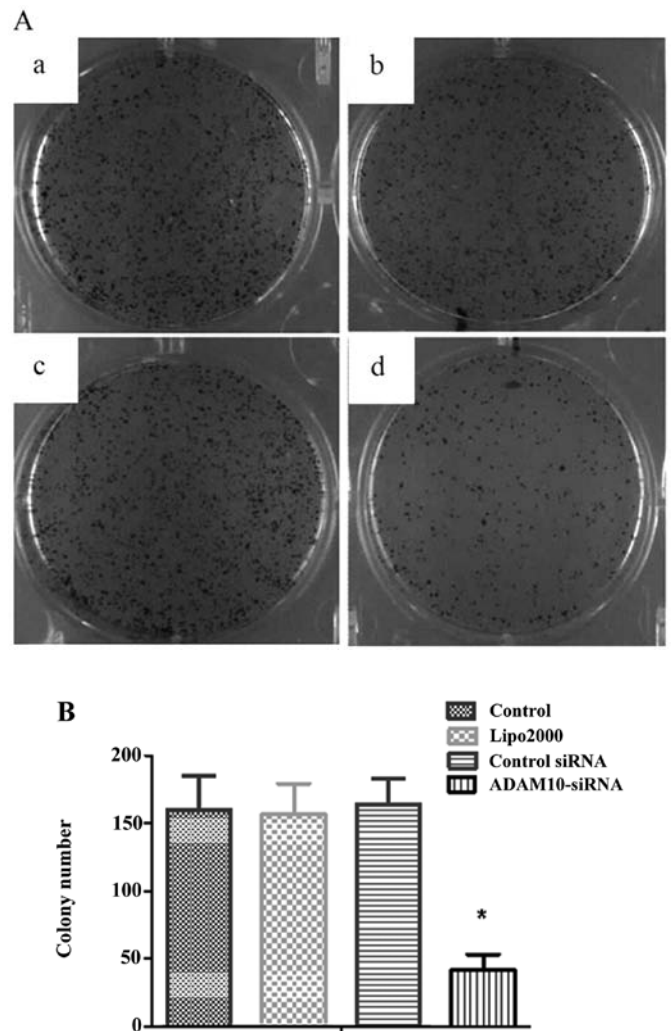 A
a
b
c
d
B
Control
Lipo2000
Control siRNA
ADAM10-siRNA
200
150
100
50
0
Colony number
*